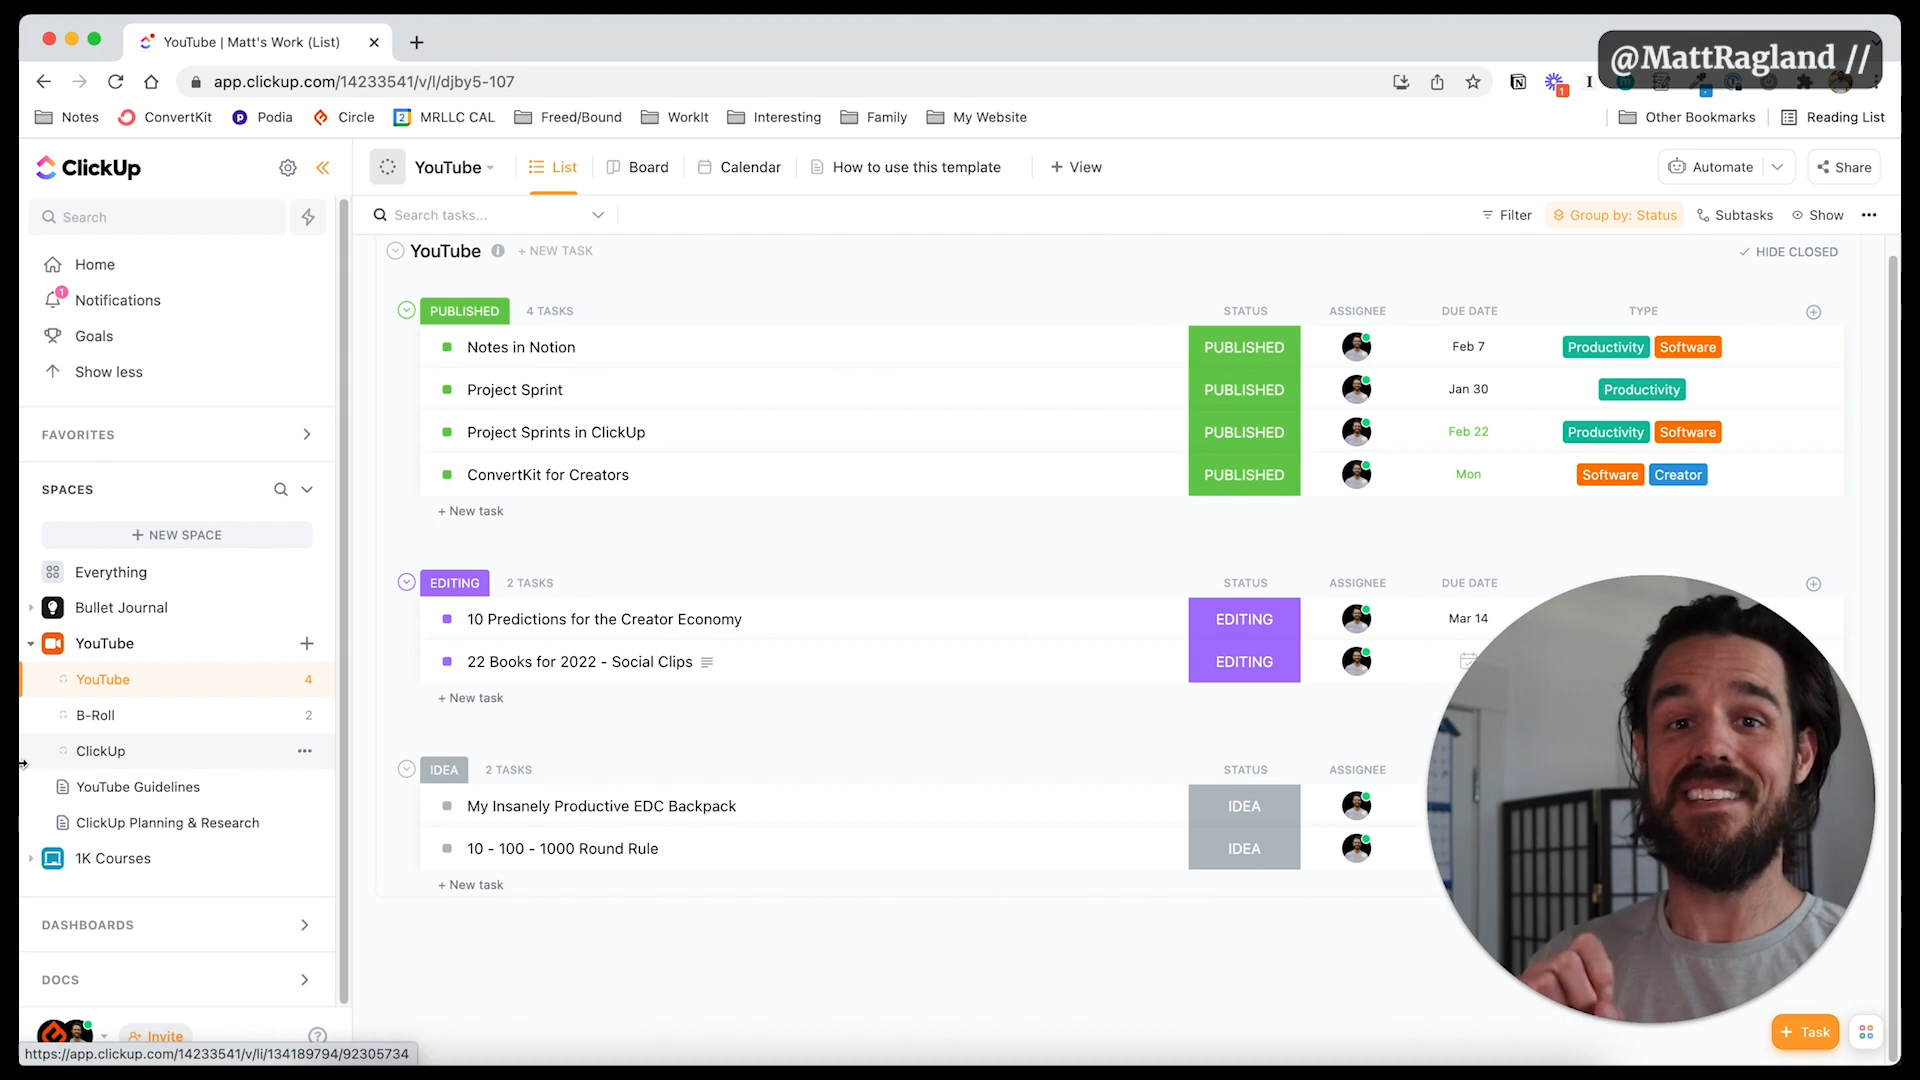 YouTube | Matt's Work (List)
@MattRagland //
app.clickup.com/14233541/v/l/djby5-107
1
Notes
ConvertKit
Podia
Circle
2
MRLLC CAL
Freed/Bound
WorkIt
Interesting
Family
My Website
Other Bookmarks
Reading List
ClickUp
YouTube
List
Board
Calendar
How to use this template
+ View
Automate
Share
Search
Search tasks...
Filter
Group by: Status
Subtasks
Show
Home
1
Notifications
Goals
Show less
FAVORITES
SPACES
+ NEW SPACE
Everything
Bullet Journal
YouTube
YouTube 4
B-Roll 2
ClickUp
YouTube Guidelines
ClickUp Planning & Research
1K Courses
DASHBOARDS
DOCS
Invite
https://app.clickup.com/14233541/v/li/134189794/92305734
YouTube + NEW TASK
HIDE CLOSED
PUBLISHED 4 TASKS STATUS ASSIGNEE DUE DATE TYPE
Notes in Notion PUBLISHED Feb 7 Productivity Software
Project Sprint PUBLISHED Jan 30 Productivity
Project Sprints in ClickUp PUBLISHED Feb 22 Productivity Software
ConvertKit for Creators PUBLISHED Mon Software Creator
+ New task
EDITING 2 TASKS STATUS ASSIGNEE DUE DATE
10 Predictions for the Creator Economy EDITING Mar 14
22 Books for 2022 - Social Clips EDITING
+ New task
IDEA 2 TASKS STATUS ASSIGNEE
My Insanely Productive EDC Backpack IDEA
10 - 100 - 1000 Round Rule IDEA
+ New task
+ Task